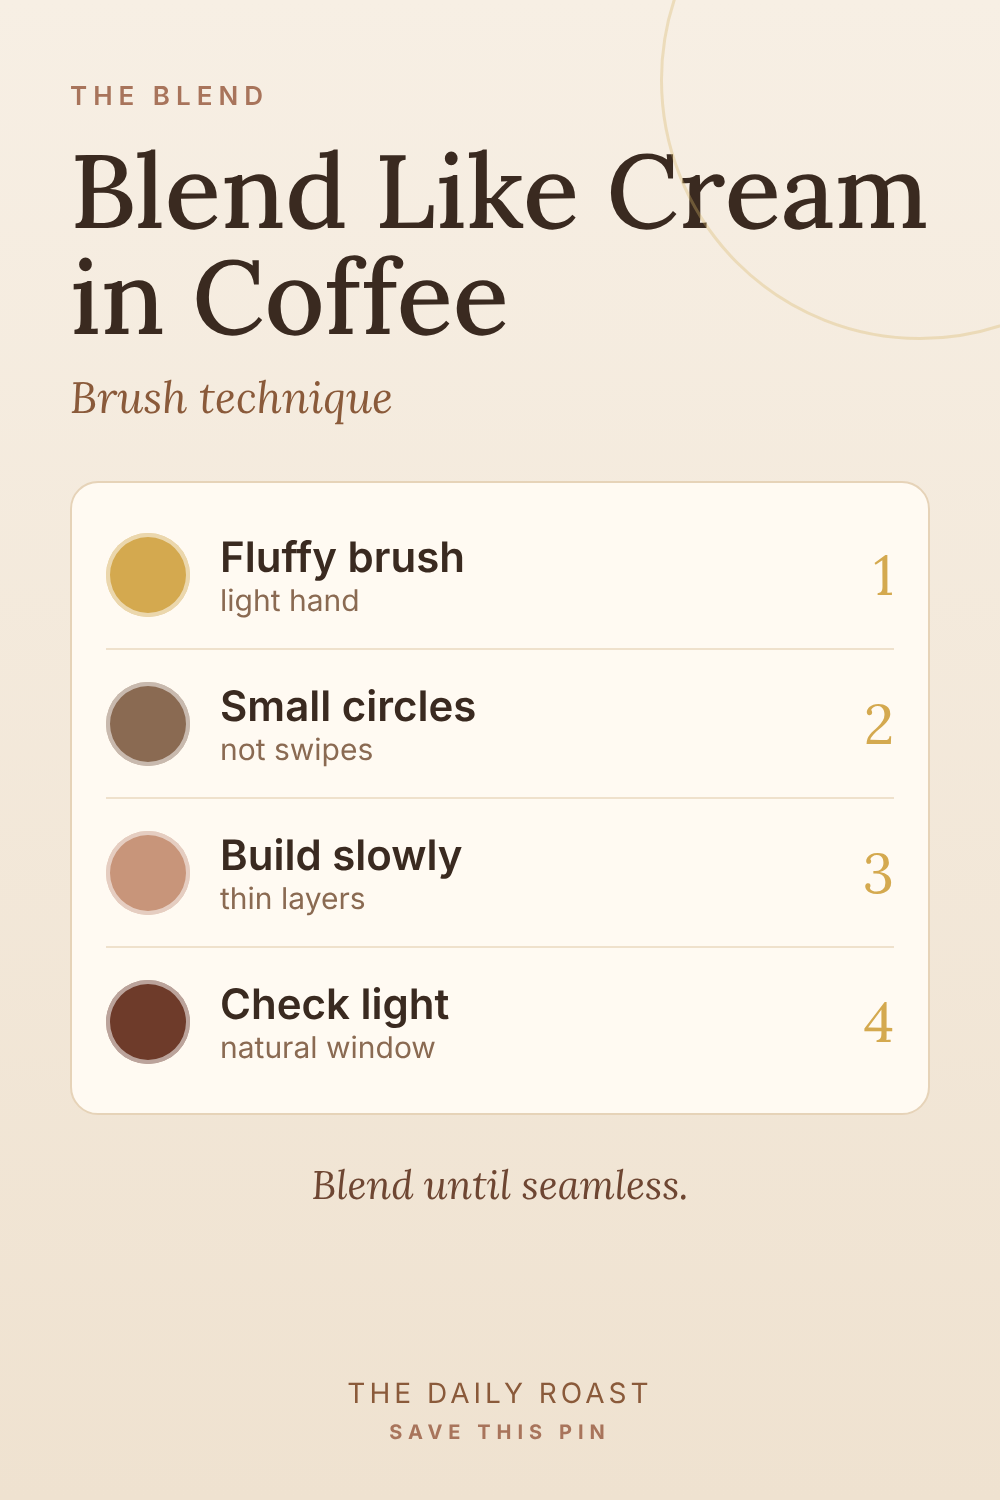 THE BLEND
Blend Like Cream
in Coffee
Brush technique
Fluffy brush
light hand
1
Small circles
not swipes
2
Build slowly
thin layers
3
Check light
natural window
4
Blend until seamless.
THE DAILY ROAST
SAVE THIS PIN